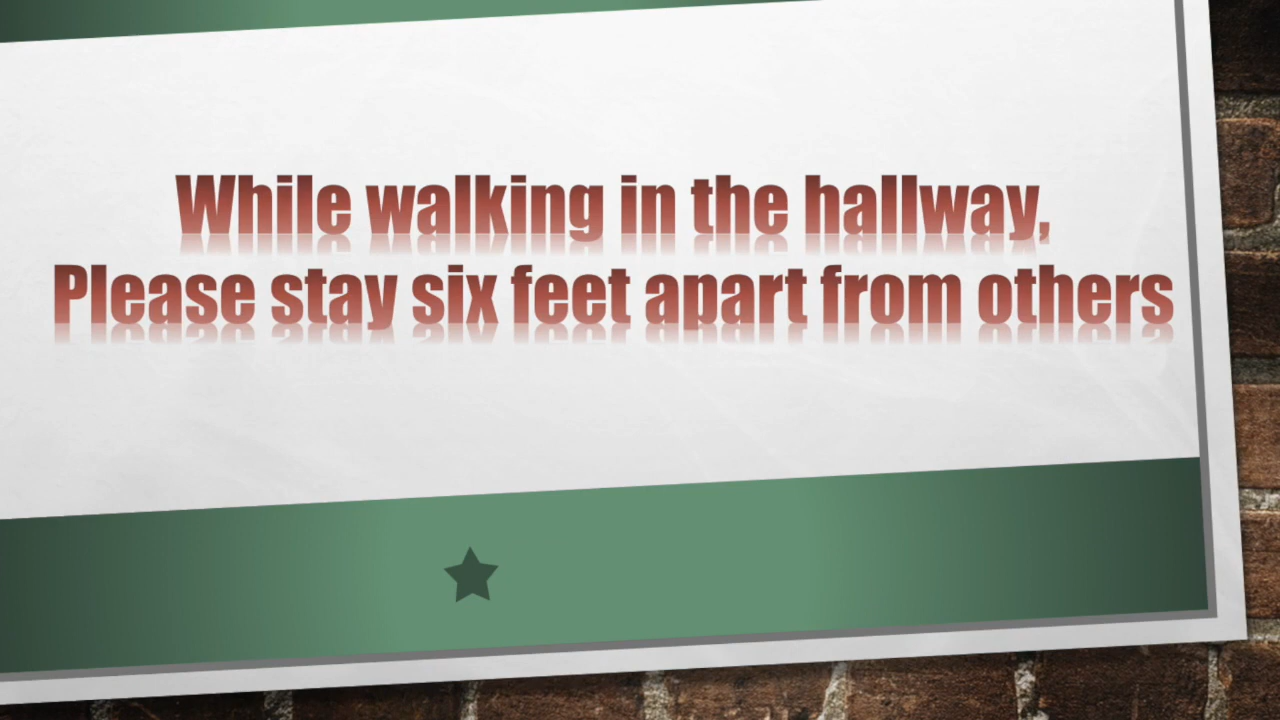 While walking in the hallway,
Please stay six feet apart from others